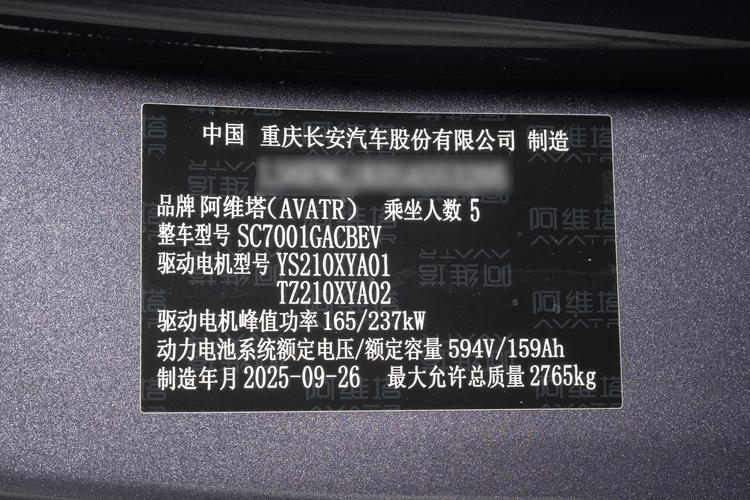 中国 重庆长安汽车股份有限公司 制造
品牌 阿维塔(AVATR) 乘坐人数 5
整车型号 SC7001GACBEV
驱动电机型号 YS210XYA01
TZ210XYA02
驱动电机峰值功率 165/237kW
动力电池系统额定电压/额定容量 594V/159Ah
制造年月 2025-09-26 最大允许总质量 2765kg